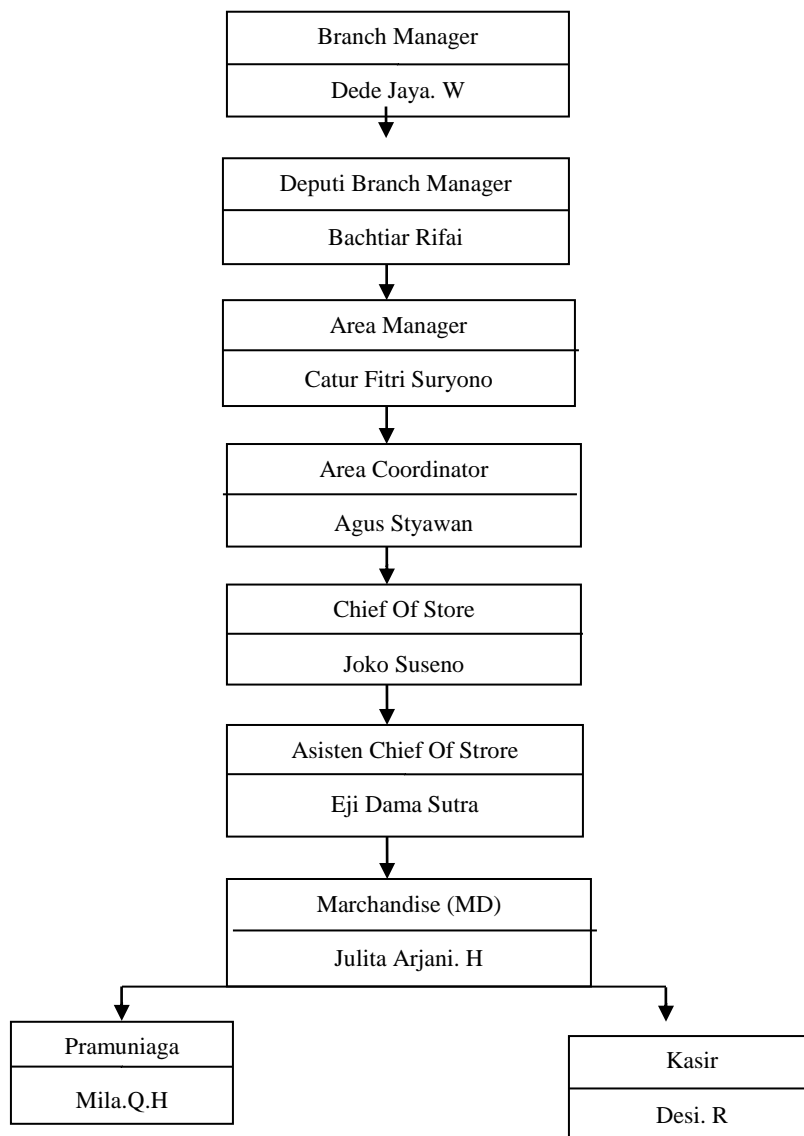 Branch Manager
Dede Jaya. W
Deputi Branch Manager
Bachtiar Rifai
Area Manager
Catur Fitri Suryono
Area Coordinator
Agus Styawan
Chief Of Store
Joko Suseno
Asisten Chief Of Strore
Eji Dama Sutra
Marchandise (MD)
Julita Arjani. H
Pramuniaga
Mila.Q.H
Kasir
Desi. R